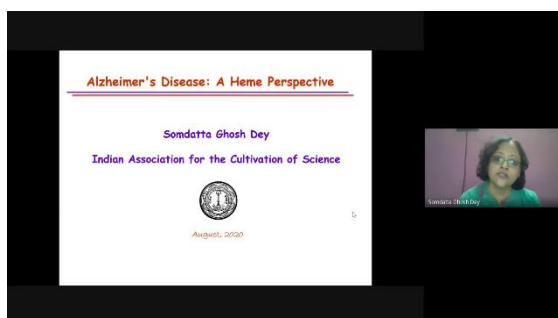 Alzheimer's Disease: A Heme Perspective
Somdatta Ghosh Dey
Indian Association for the Cultivation of Science
August, 2020
Somdatta Ghosh Dey